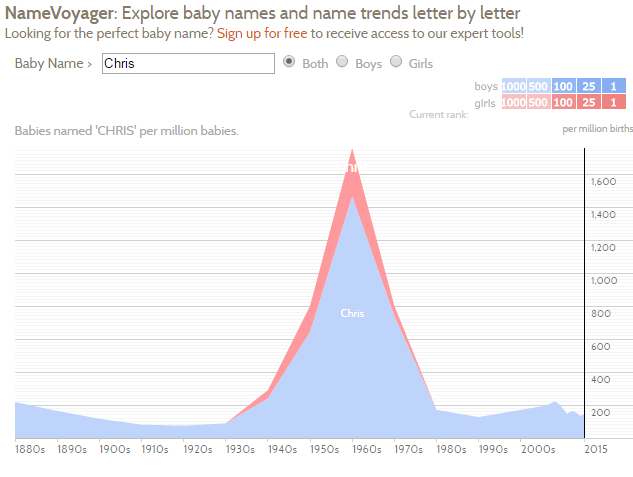 NameVoyager: Explore baby names and name trends letter by letter
Looking for the perfect baby name? Sign up for free to receive access to our expert tools!
Baby Name > Chris Both Boys Girls
boys 1000 500 100 25 1
girls 1000 500 100 25 1
Current rank:
Babies named 'CHRIS' per million babies.
per million births
1,600
1,400
1,200
1,000
800
Chris
600
400
200
1880s 1890s 1900s 1910s 1920s 1930s 1940s 1950s 1960s 1970s 1980s 1990s 2000s 2015